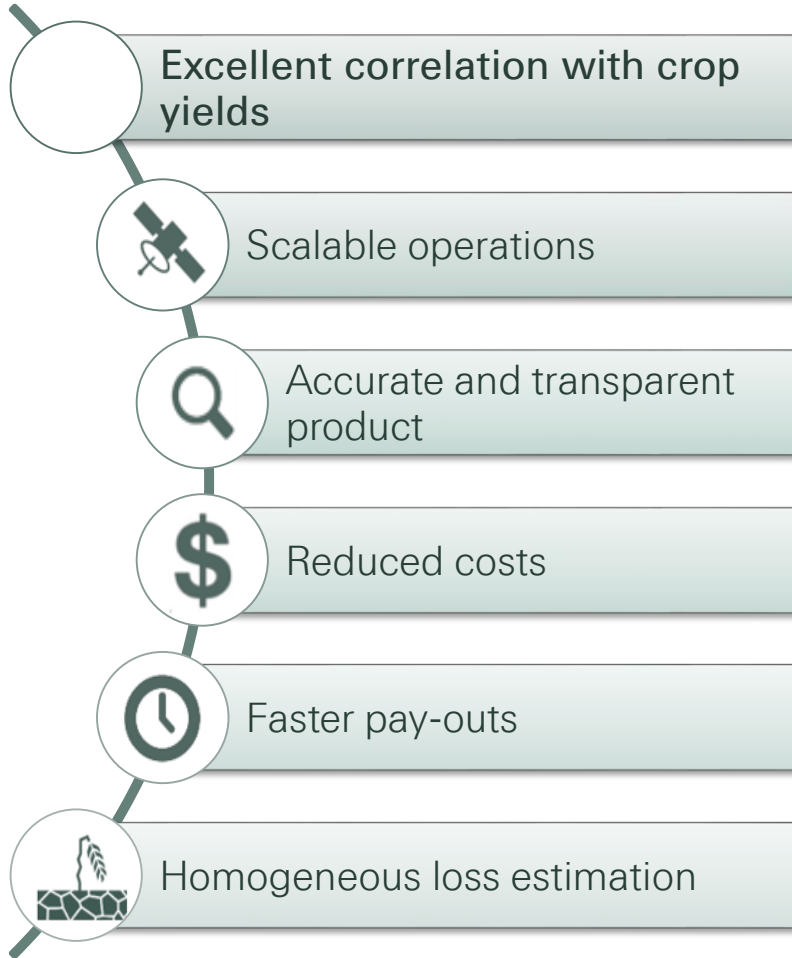 Excellent correlation with crop
yields
Scalable operations
Accurate and transparent
product
$
Reduced costs
Faster pay-outs
Homogeneous loss estimation